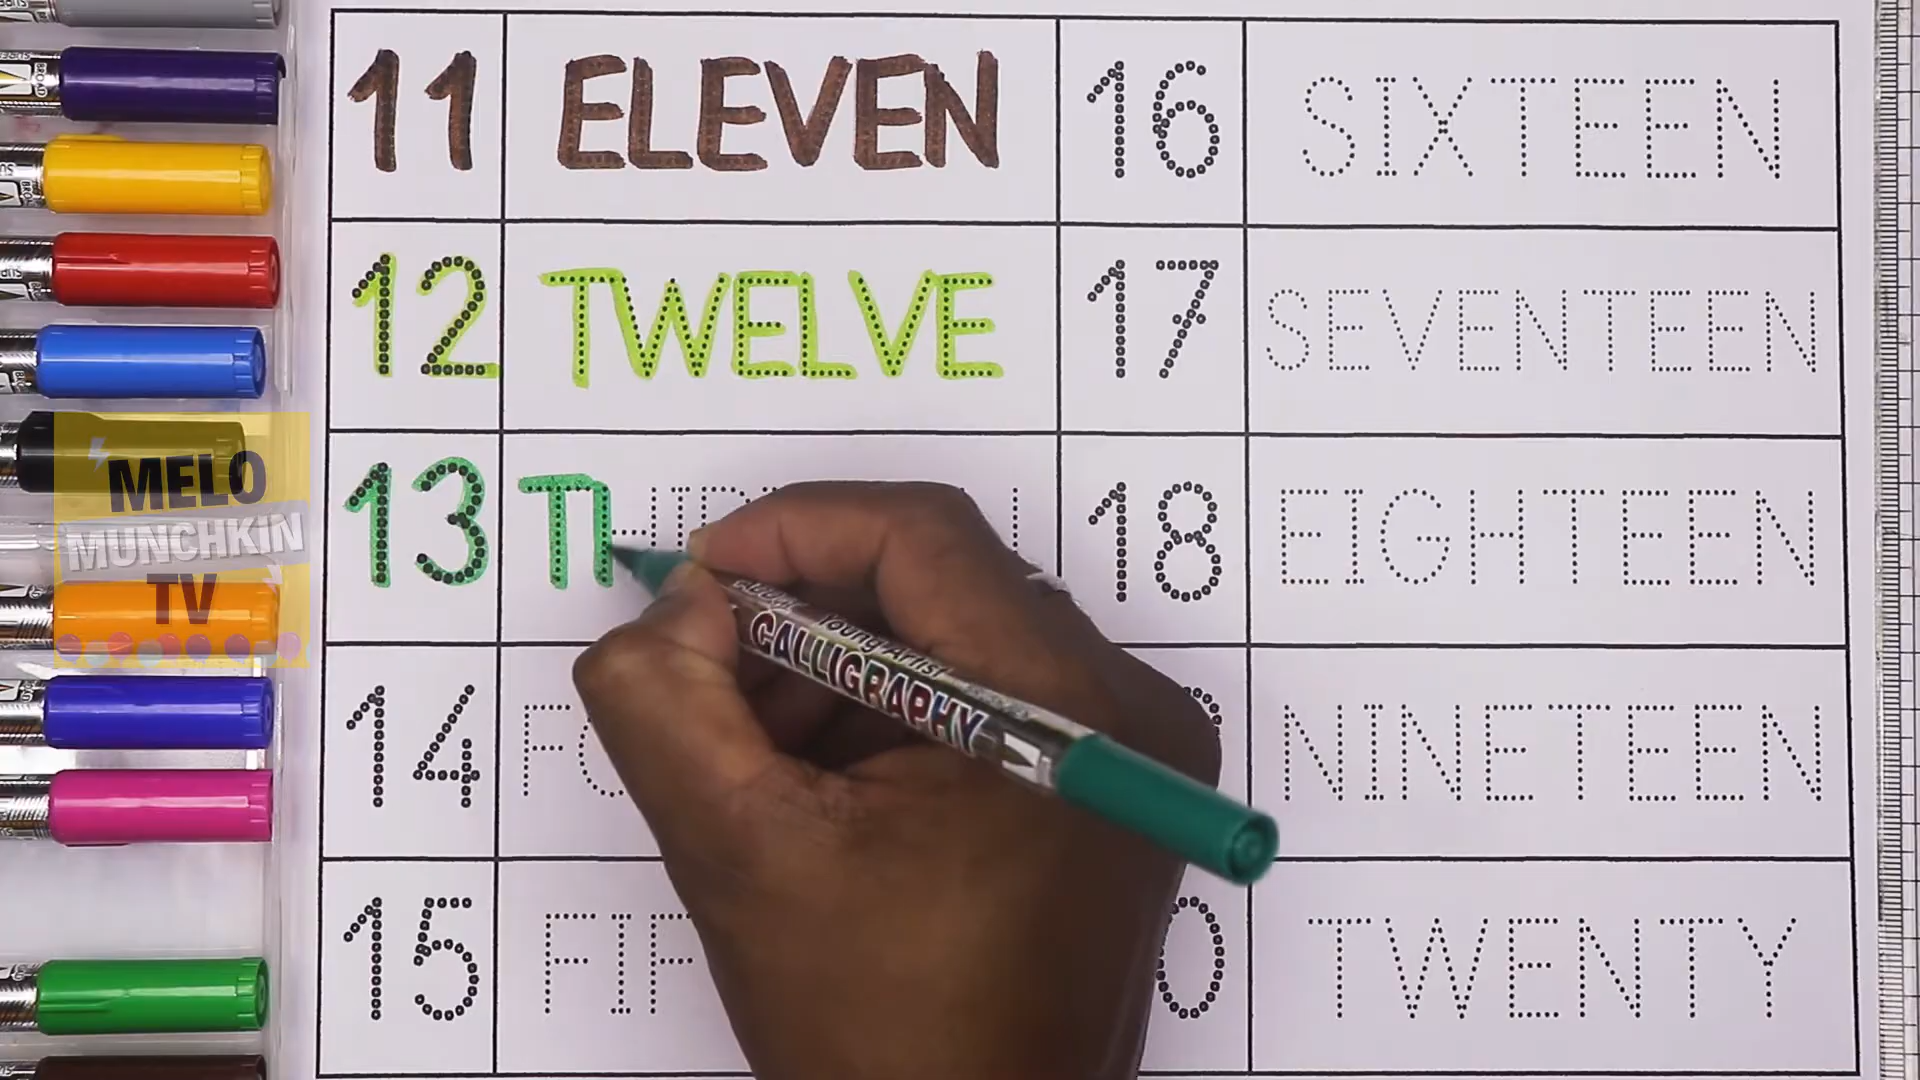 11 ELEVEN 16 SIXTEEN
12 TWELVE 17 SEVENTEEN
13 18 EIGHTEEN
14 NINETEEN
15 TWENTY
MELO
MUNCHKIN
TV
Young Artist
CALLIGRAPHY